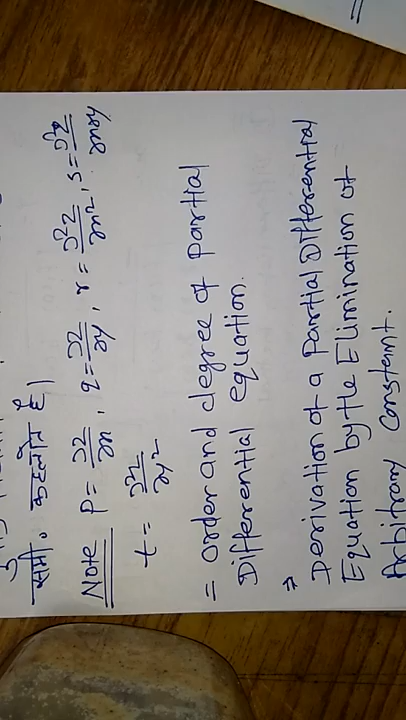 सामी. कहलाते है।
Note P = ∂z/∂x, q = ∂z/∂y, r = ∂²z/∂x², s = ∂²z/∂x∂y
t = ∂²z/∂y²
= order and degree of partial
Differential equation.
⇒ Derivation of a Partial Differential
Equation by the Elimination of
Arbitrary Constant.